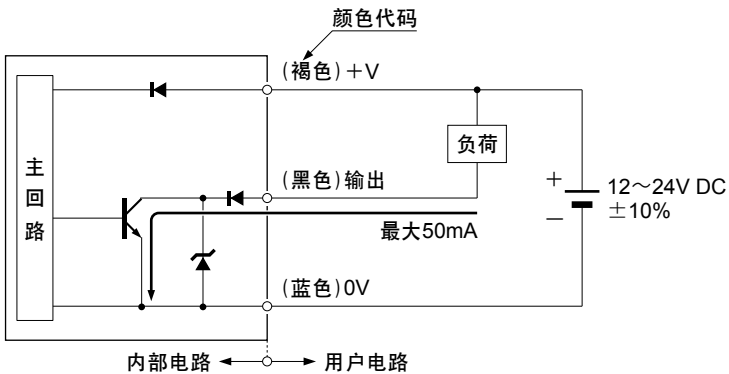 颜色代码
(褐色)＋V
主回路
负荷
(黑色)输出
＋
－
12～24V DC
±10%
最大50mA
(蓝色)0V
内部电路
用户电路